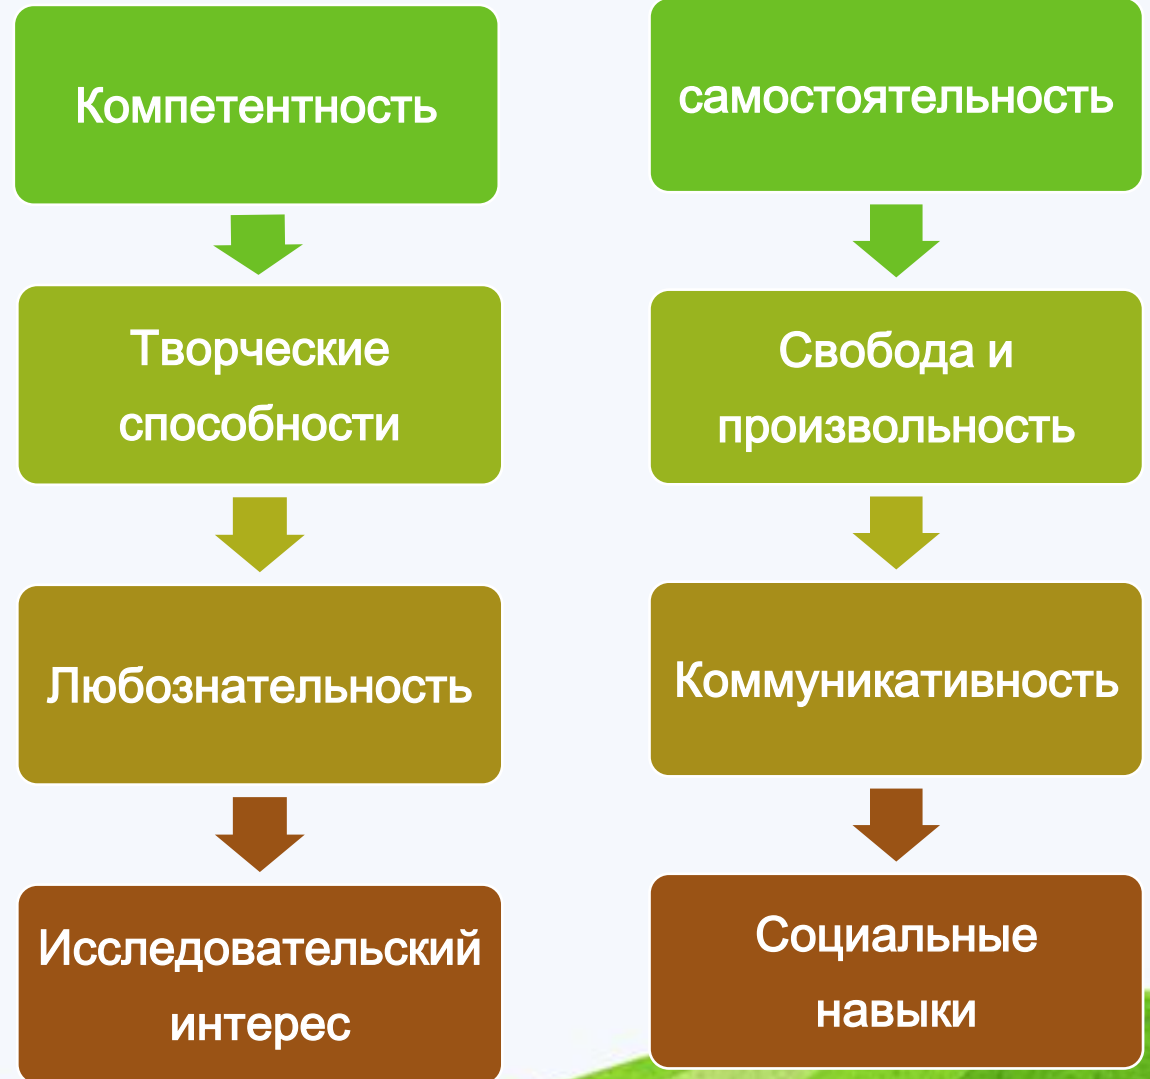 Компетентность
Творческие
способности
Любознательность
Исследовательский
интерес
самостоятельность
Свобода и
произвольность
Коммуникативность
Социальные
навыки